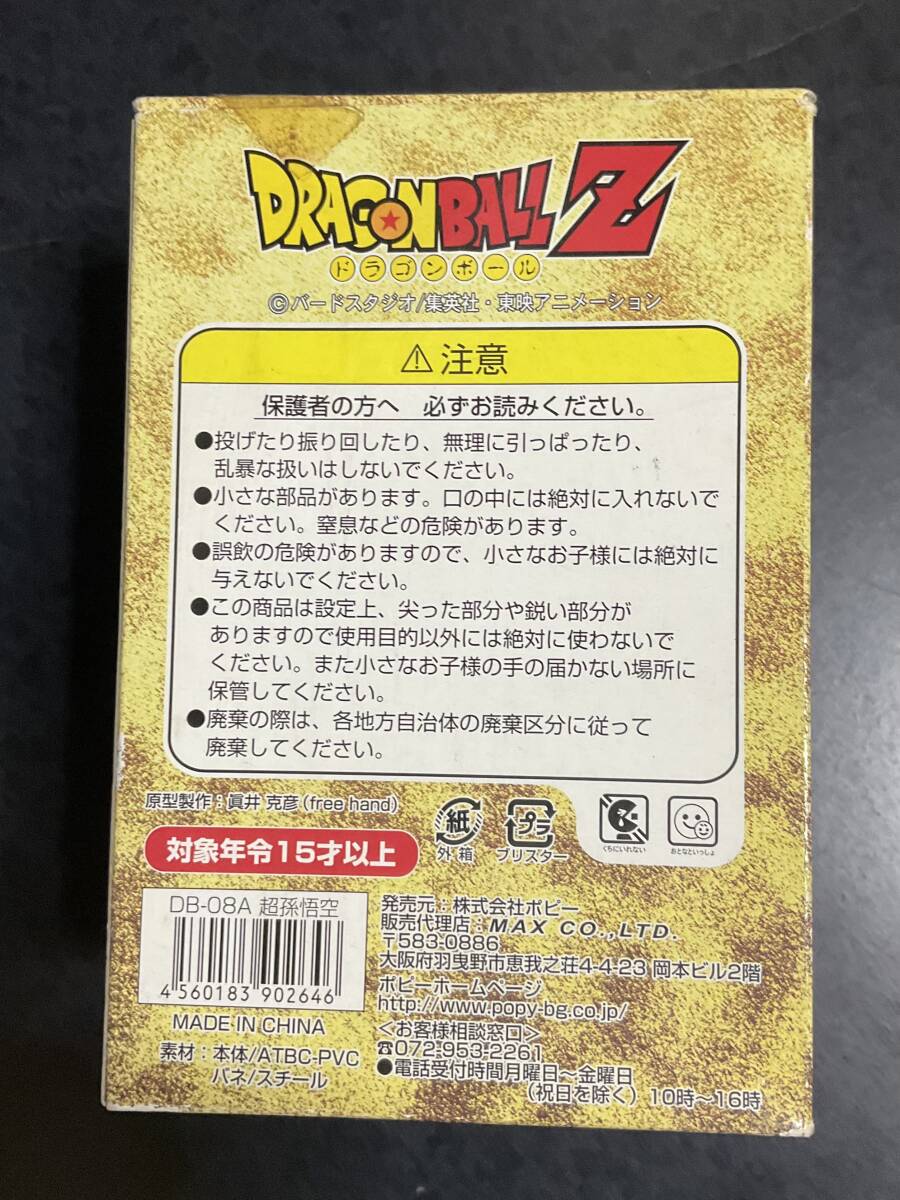 DRAGONBALL Z
ドラゴンボール
©バードスタジオ/集英社・東映アニメーション
⚠注意
保護者の方へ 必ずお読みください。
●投げたり振り回したり、無理に引っぱったり、
乱暴な扱いはしないでください。
●小さな部品があります。口の中には絶対に入れないで
ください。窒息などの危険があります。
●誤飲の危険がありますので、小さなお子様には絶対に
与えないでください。
●この商品は設定上、尖った部分や鋭い部分が
ありますので使用目的以外には絶対に使わないで
ください。また小さなお子様の手の届かない場所に
保管してください。
●廃棄の際は、各地方自治体の廃棄区分に従って
廃棄してください。
原型製作：眞井 克彦(free hand)
紙
外箱
プラ
ブリスター
くちにいれない
おとなといっしょ
対象年令15才以上
DB-08A 超孫悟空
4 560183 902646
MADE IN CHINA
素材：本体/ATBC-PVC
バネ/スチール
発売元：株式会社ポピー
販売代理店：MAX CO.,LTD.
〒583-0886
大阪府羽曳野市恵我之荘4-4-23 岡本ビル2階
ポピーホームページ
http://www.popy-bg.co.jp/
＜お客様相談窓口＞
☎072-953-2261
●電話受付時間月曜日〜金曜日
(祝日を除く) 10時〜16時